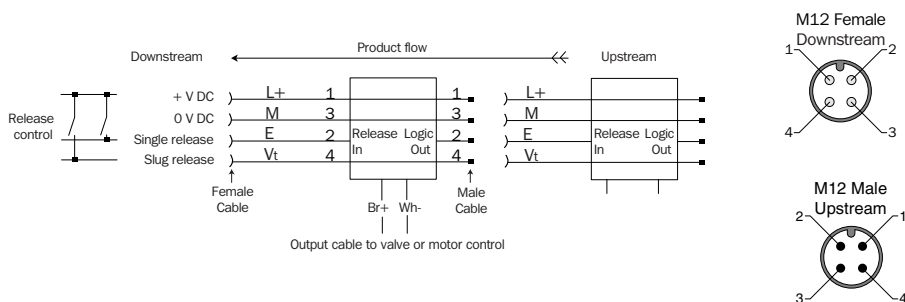 M12 Female
Downstream
1 2
4 3
Downstream Product flow Upstream
Release control
+ V DC L+ 1 1 L+
0 V DC M 3 3 M
Single release E 2 Release In Logic Out 2 E Release In Logic Out
Slug release Vt 4 4 Vt
Female Cable
Male Cable
Br+ Wh-
Output cable to valve or motor control
M12 Male
Upstream
2 1
3 4